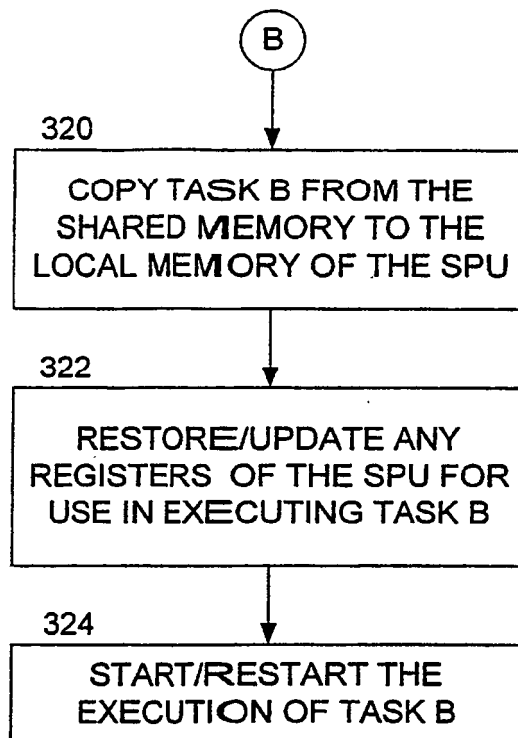 B
320
COPY TASK B FROM THE
SHARED MEMORY TO THE
LOCAL MEMORY OF THE SPU
322
RESTORE/UPDATE ANY
REGISTERS OF THE SPU FOR
USE IN EXECUTING TASK B
324
START/RESTART THE
EXECUTION OF TASK B